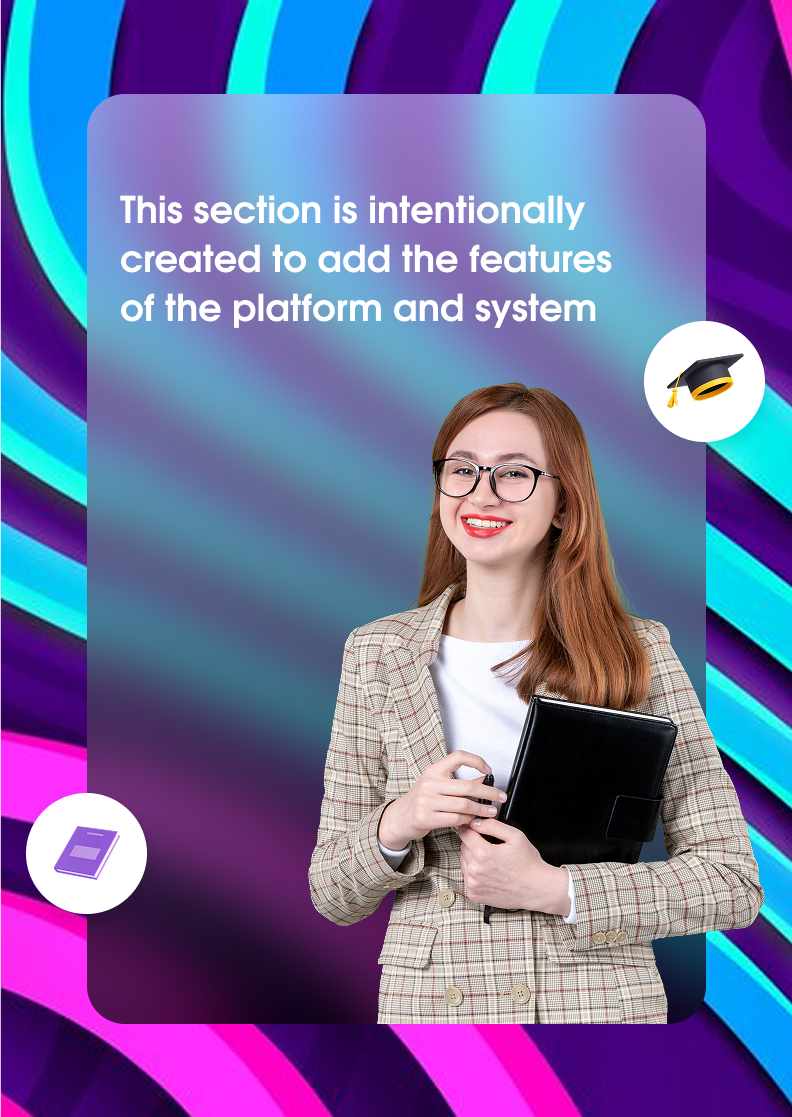 This section is intentionally
created to add the features
of the platform and system